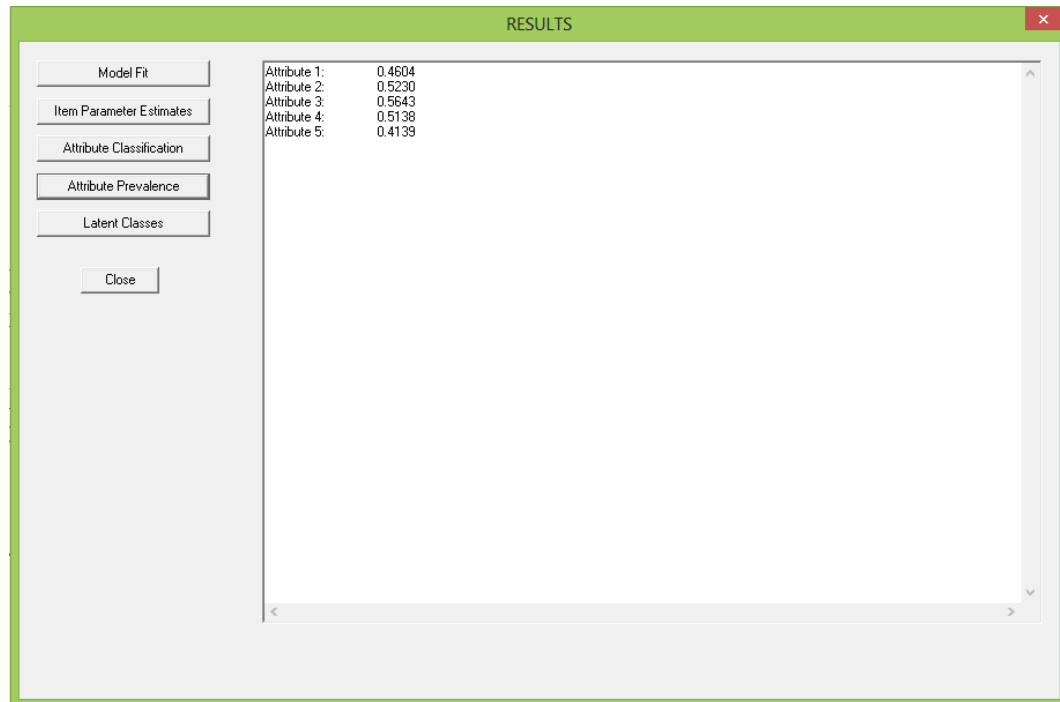 RESULTS
Model Fit
Item Parameter Estimates
Attribute Classification
Attribute Prevalence
Latent Classes
Close
Attribute 1: 0.4604
Attribute 2: 0.5230
Attribute 3: 0.5643
Attribute 4: 0.5138
Attribute 5: 0.4139